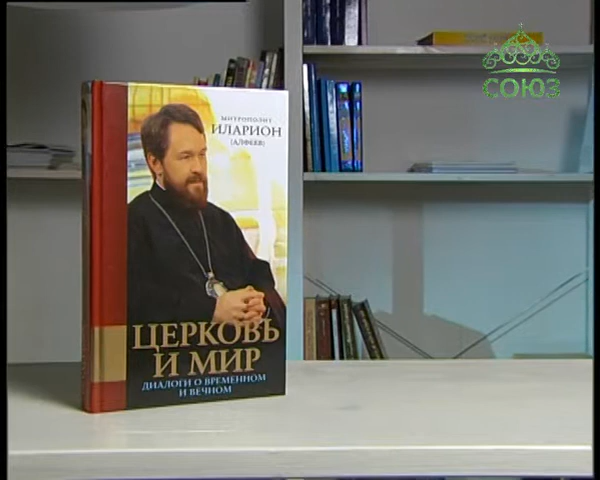 МИТРОПОЛИТ
ИЛАРИОН
(АЛФЕЕВ)
ЦЕРКОВЬ
И МИР
ДИАЛОГИ О ВРЕМЕННОМ
И ВЕЧНОМ
СОЮЗ